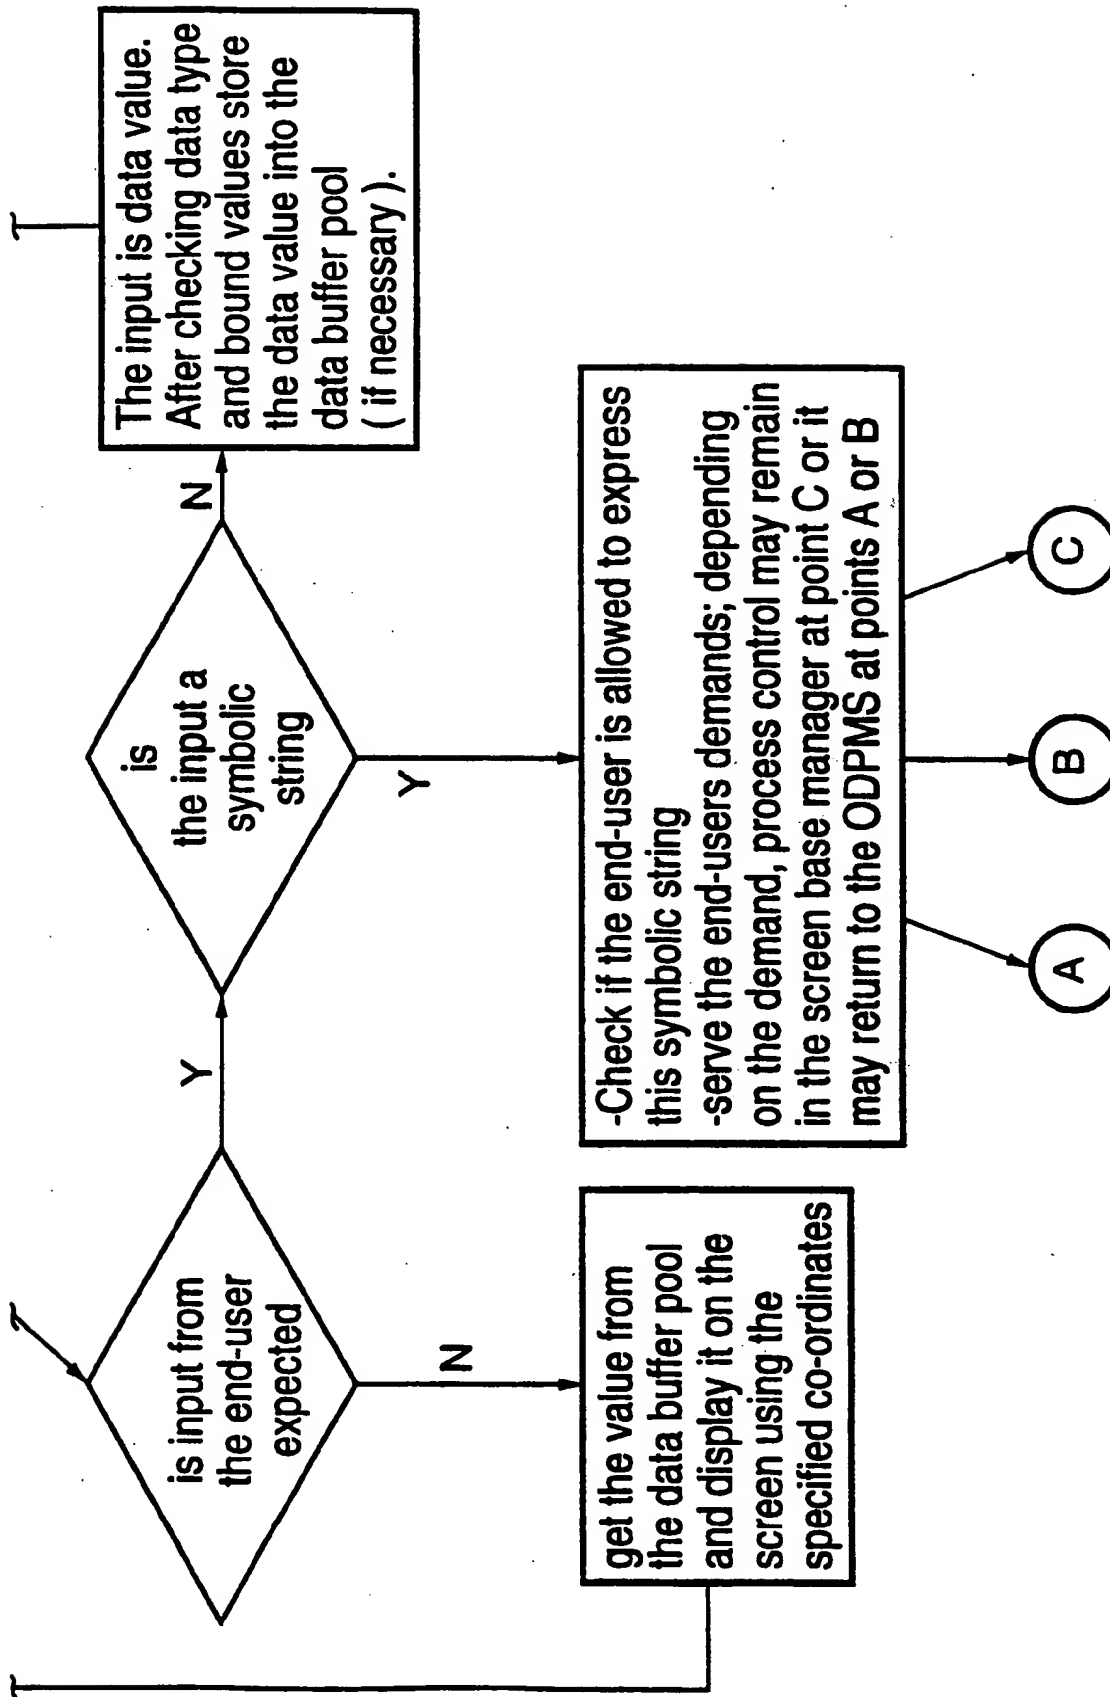 is input from
the end-user
expected
Y
N
get the value from
the data buffer pool
and display it on the
screen using the
specified co-ordinates
is
the input a
symbolic
string
N
Y
The input is data value.
After checking data type
and bound values store
the data value into the
data buffer pool
( if necessary ).
-Check if the end-user is allowed to express
this symbolic string
-serve the end-users demands; depending
on the demand, process control may remain
in the screen base manager at point C or it
may return to the ODPMS at points A or B
A
B
C